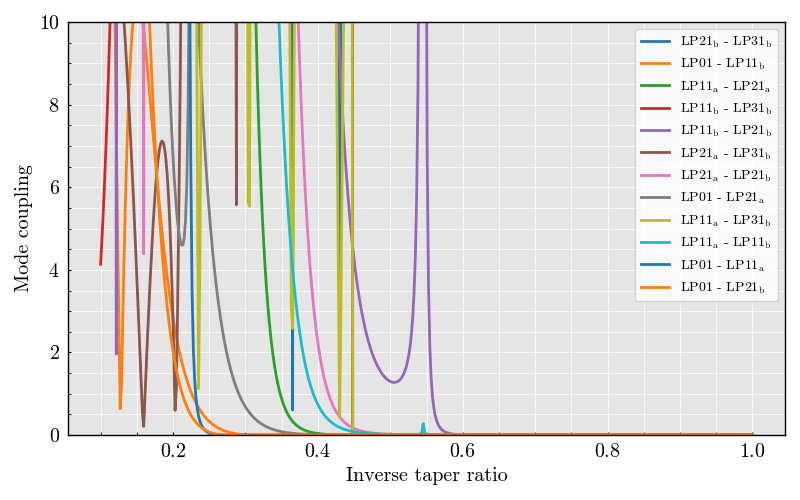 Mode coupling
10
8
6
4
2
0
0.2
0.4
0.6
0.8
1.0
Inverse taper ratio
LP21b - LP31b
LP01 - LP11b
LP11a - LP21a
LP11b - LP31b
LP11b - LP21b
LP21a - LP31b
LP21a - LP21b
LP01 - LP21a
LP11a - LP31b
LP11a - LP11b
LP01 - LP11a
LP01 - LP21b